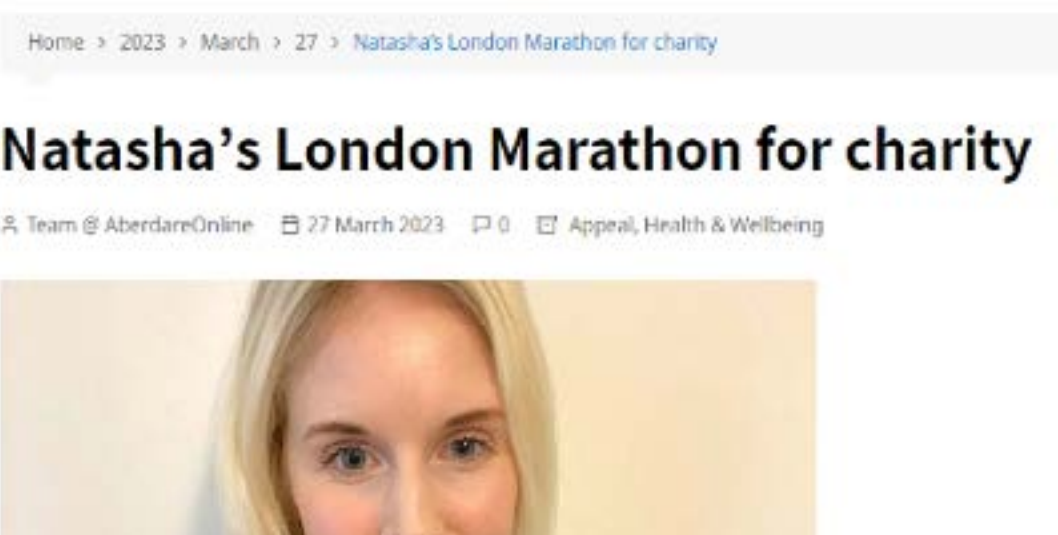 Home > 2023 > March > 27 > Natasha's London Marathon for charity
Natasha’s London Marathon for charity
Team @ AberdareOnline 27 March 2023 0 Appeal, Health & Wellbeing